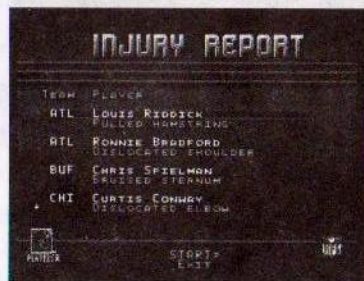 INJURY REPORT
TEAM PLAYER
ATL LOUIS RIDDICK
PULLED HAMSTRING
ATL RONNIE BRADFORD
DISLOCATED SHOULDER
BUF CHRIS SPIELMAN
BRUISED STERNUM
CHI CURTIS CONWAY
DISLOCATED ELBOW
START>
EXIT